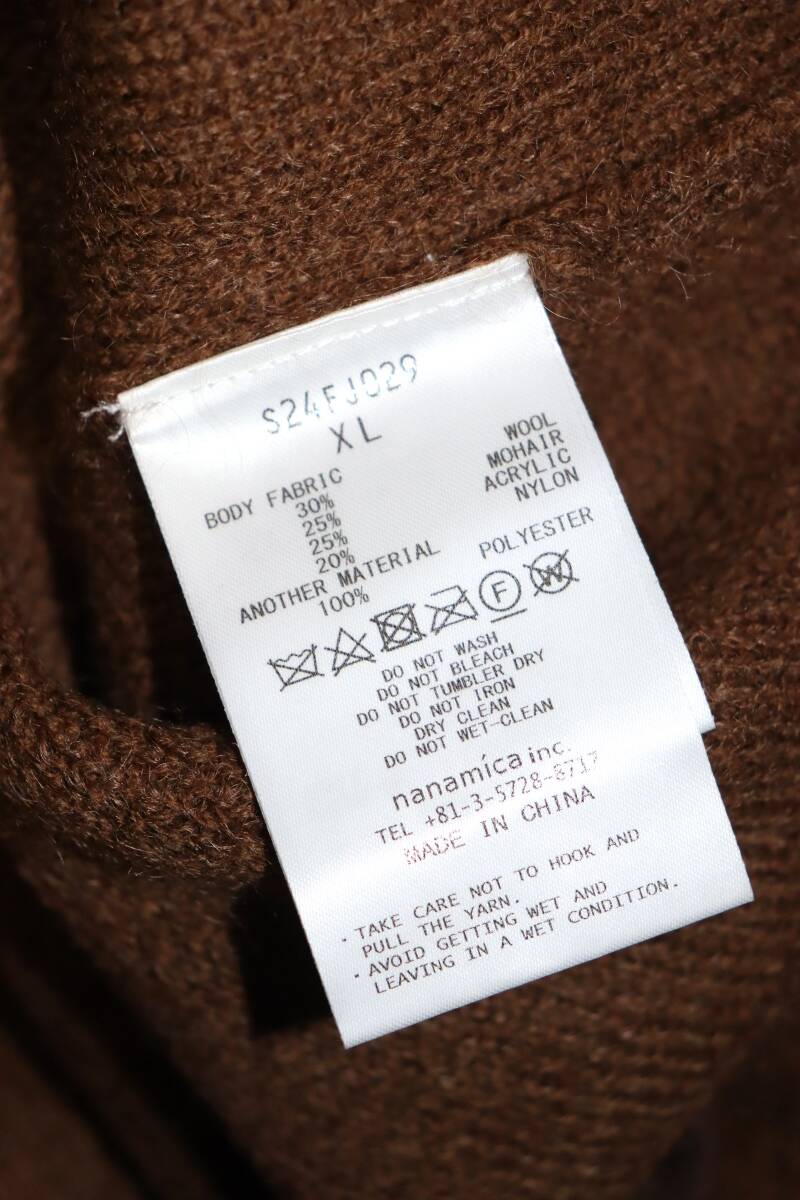 S24FJ029
XL
BODY FABRIC
30% WOOL
25% MOHAIR
25% ACRYLIC
20% NYLON
ANOTHER MATERIAL
100% POLYESTER
F W
DO NOT WASH
DO NOT BLEACH
DO NOT TUMBLER DRY
DO NOT IRON
DRY CLEAN
DO NOT WET-CLEAN
nanamica inc.
TEL +81-3-5728-8717
MADE IN CHINA
・TAKE CARE NOT TO HOOK AND
PULL THE YARN.
・AVOID GETTING WET AND
LEAVING IN A WET CONDITION.